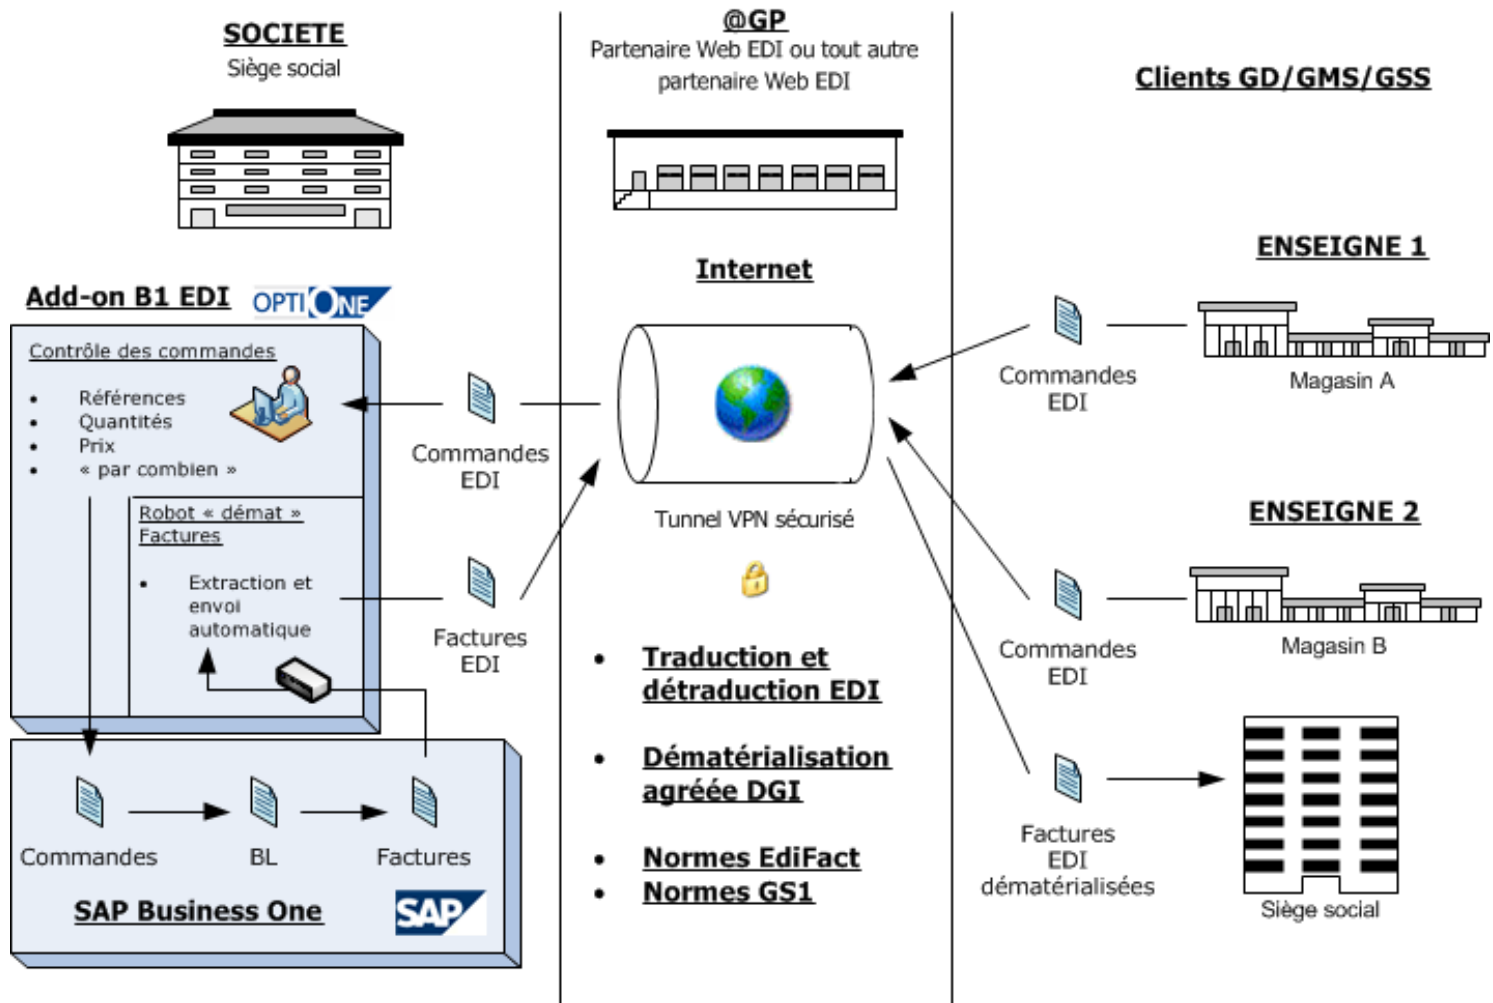 SOCIETE
Siège social
Add-on B1 EDI
OPTIONE
Contrôle des commandes
• Références
• Quantités
• Prix
• « par combien »
Robot « démat »
Factures
• Extraction et
envoi
automatique
Commandes
EDI
Factures
EDI
Commandes
BL
Factures
SAP Business One
SAP
@GP
Partenaire Web EDI ou tout autre
partenaire Web EDI
Internet
Tunnel VPN sécurisé
• Traduction et
détraduction EDI
• Dématérialisation
agréée DGI
• Normes EdiFact
• Normes GS1
Clients GD/GMS/GSS
ENSEIGNE 1
Commandes
EDI
Magasin A
ENSEIGNE 2
Commandes
EDI
Magasin B
Factures
EDI
dématérialisées
Siège social